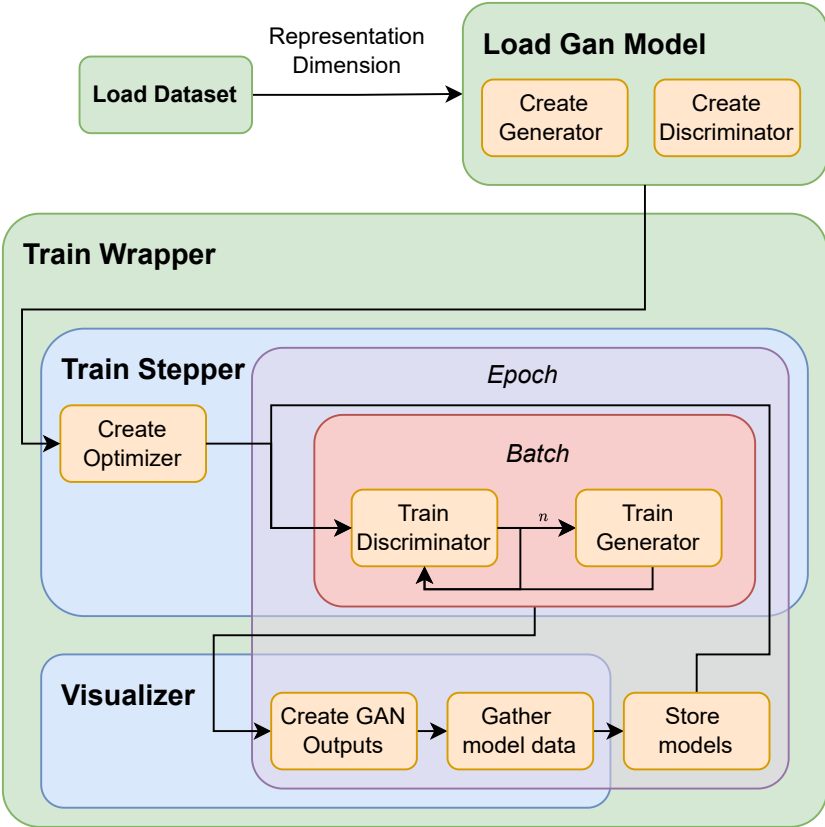 Representation
Dimension
Load Dataset
Load Gan Model
Create
Generator
Create
Discriminator
Train Wrapper
Train Stepper
Epoch
Create
Optimizer
Batch
Train
Discriminator
n
Train
Generator
Visualizer
Create GAN
Outputs
Gather
model data
Store
models